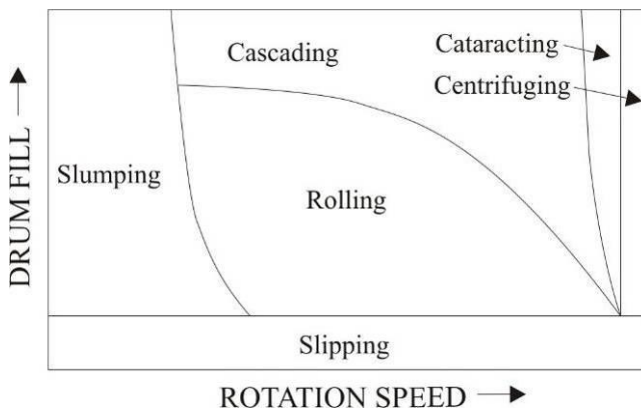 Cascading
Cataracting
Centrifuging
Slumping
Rolling
Slipping
DRUM FILL
ROTATION SPEED